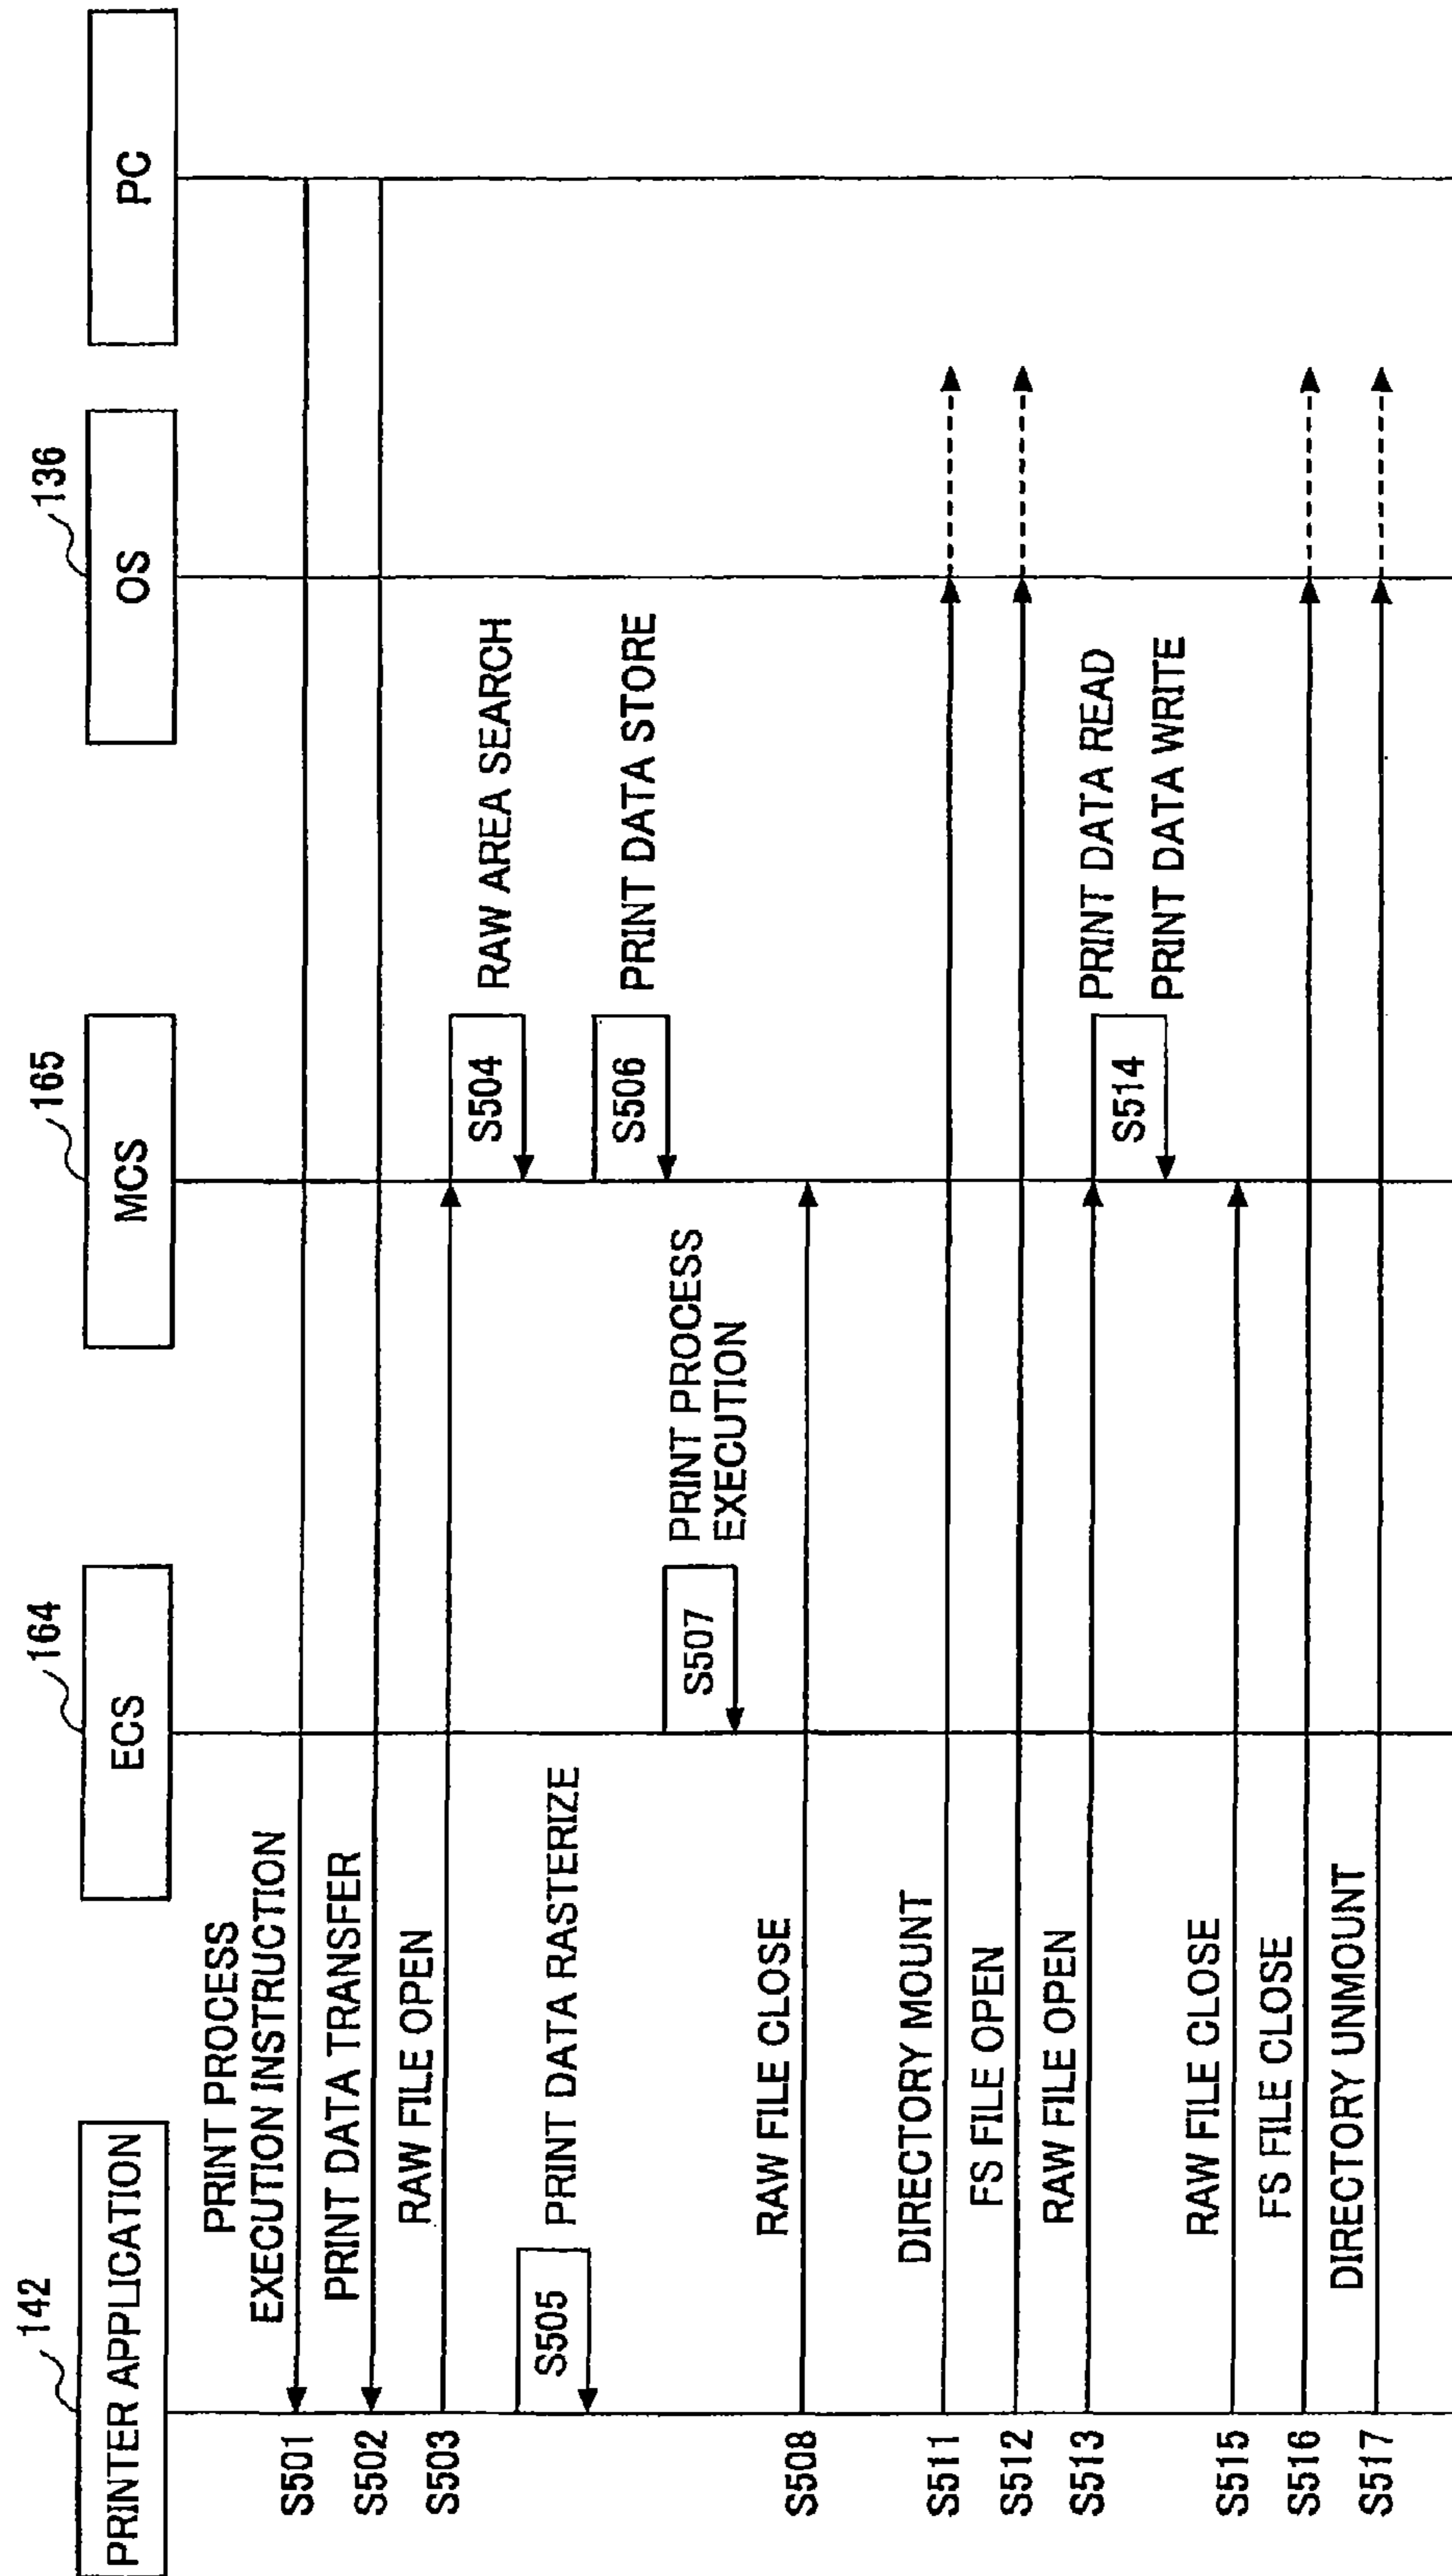 142
PRINTER APPLICATION
164
ECS
165
MCS
136
OS
PC
S501
PRINT PROCESS
EXECUTION INSTRUCTION
S502
PRINT DATA TRANSFER
S503
RAW FILE OPEN
S504
RAW AREA SEARCH
S505
PRINT DATA RASTERIZE
S506
PRINT DATA STORE
S507
PRINT PROCESS
EXECUTION
S508
RAW FILE CLOSE
S511
DIRECTORY MOUNT
S512
FS FILE OPEN
S513
RAW FILE OPEN
S514
PRINT DATA READ
PRINT DATA WRITE
S515
RAW FILE CLOSE
S516
FS FILE CLOSE
S517
DIRECTORY UNMOUNT